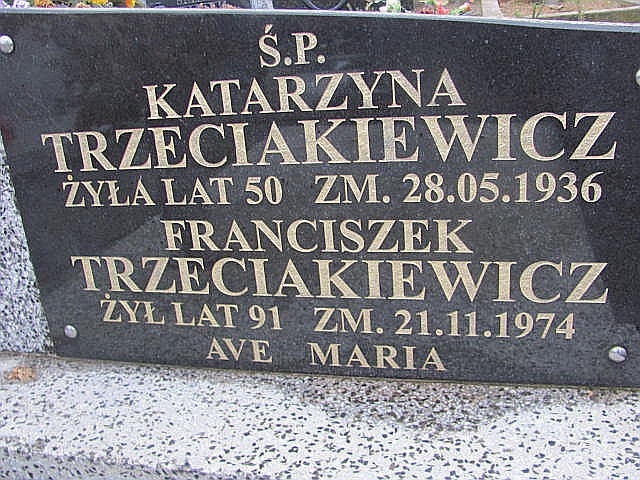 Ś.P.
KATARZYNA
TRZECIAKIEWICZ
ŻYŁA LAT 50 ZM. 28.05.1936
FRANCISZEK
TRZECIAKIEWICZ
ŻYŁ LAT 91 ZM. 21.11.1974
AVE MARIA